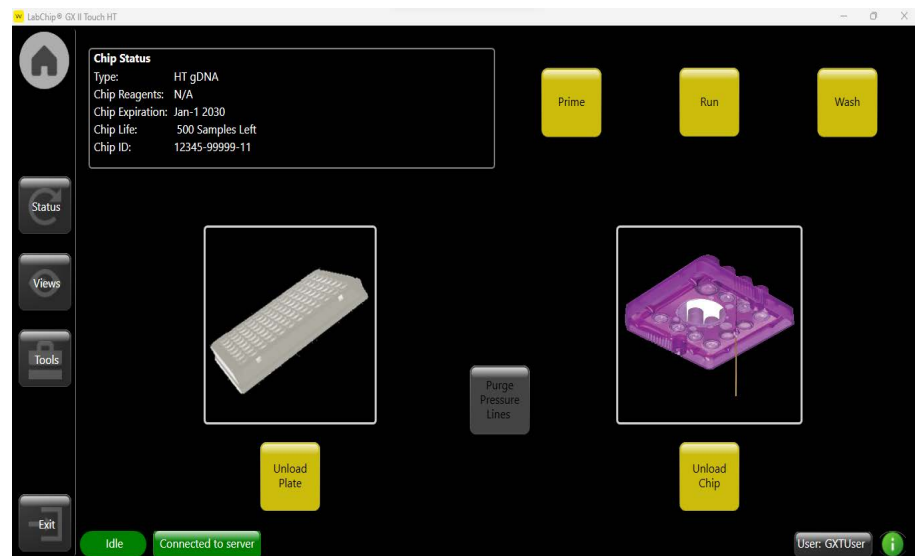 LabChip® GX II Touch HT
Chip Status
Type: HT gDNA
Chip Reagents: N/A
Chip Expiration: Jan-1 2030
Chip Life: 500 Samples Left
Chip ID: 12345-99999-11
Prime
Run
Wash
Status
Views
Tools
Purge
Pressure
Lines
Unload
Plate
Unload
Chip
Exit
Idle
Connected to server
User: GXTUser
i